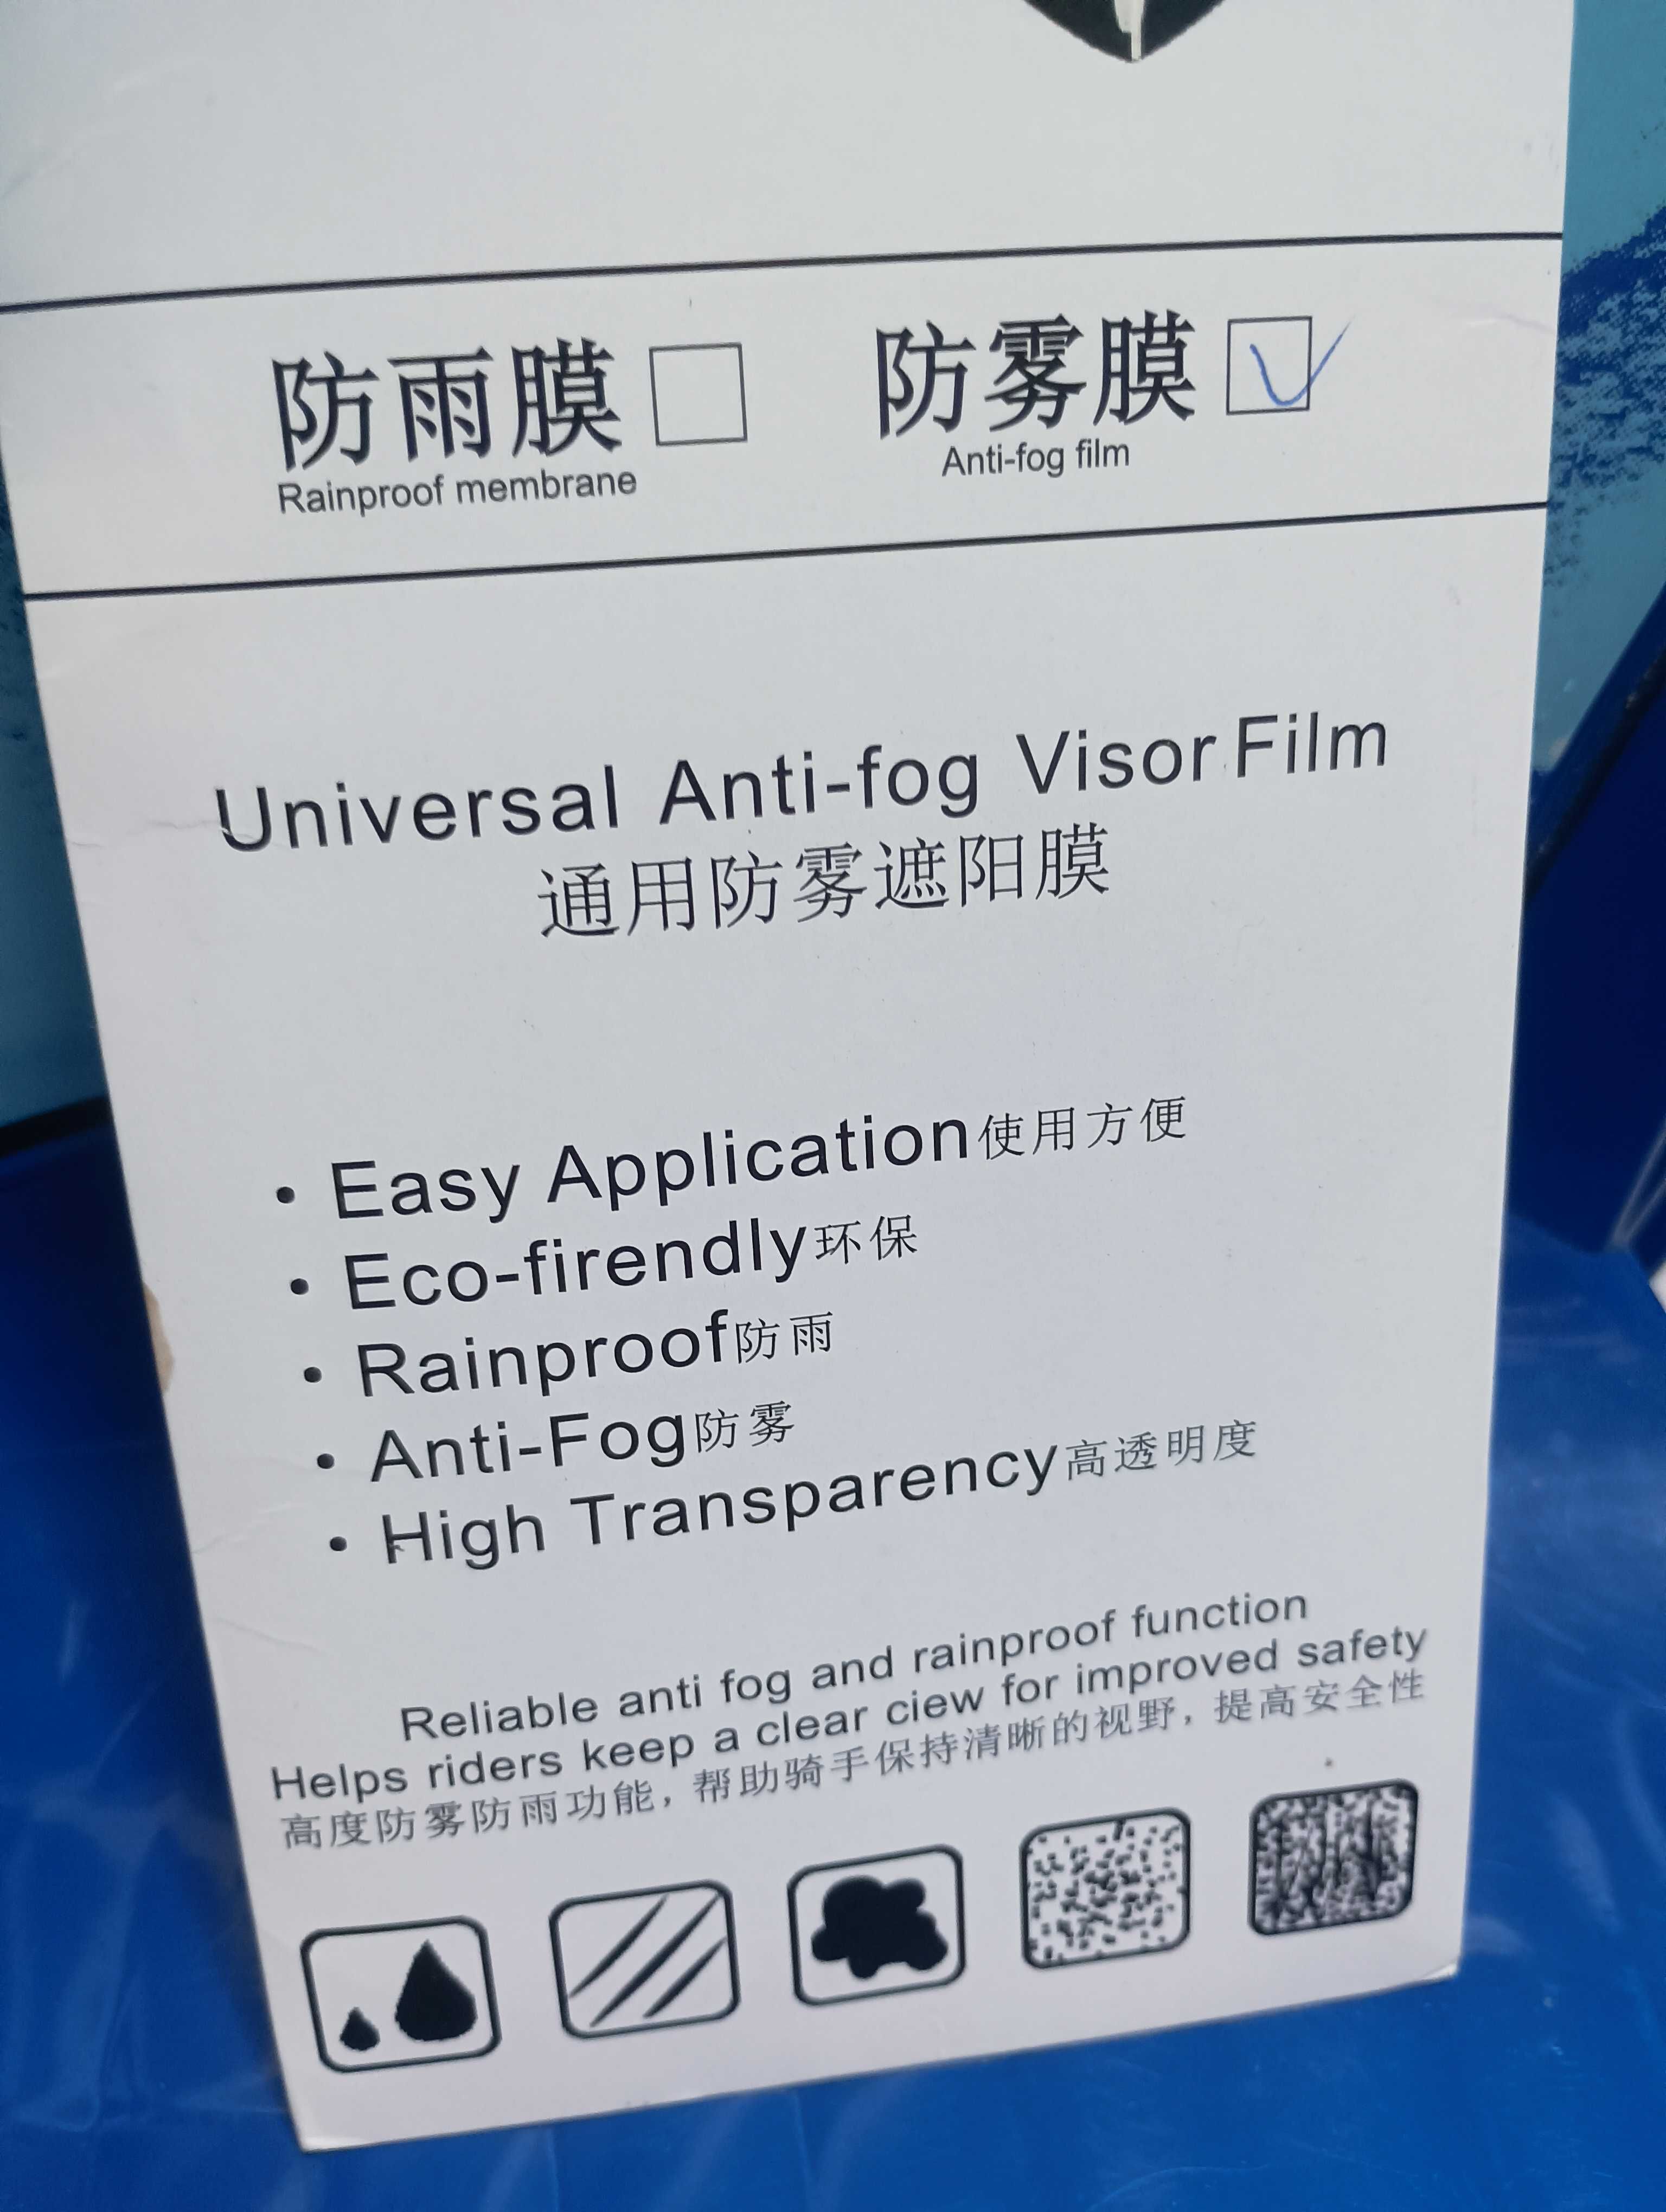 防雨膜 防雾膜
Rainproof membrane Anti-fog film
Universal Anti-fog Visor Film
通用防雾遮阳膜
• Easy Application使用方便
• Eco-firendly环保
• Rainproof防雨
• Anti-Fog防雾
• High Transparency高透明度
Reliable anti fog and rainproof function
Helps riders keep a clear ciew for improved safety
高度防雾防雨功能，帮助骑手保持清晰的视野，提高安全性